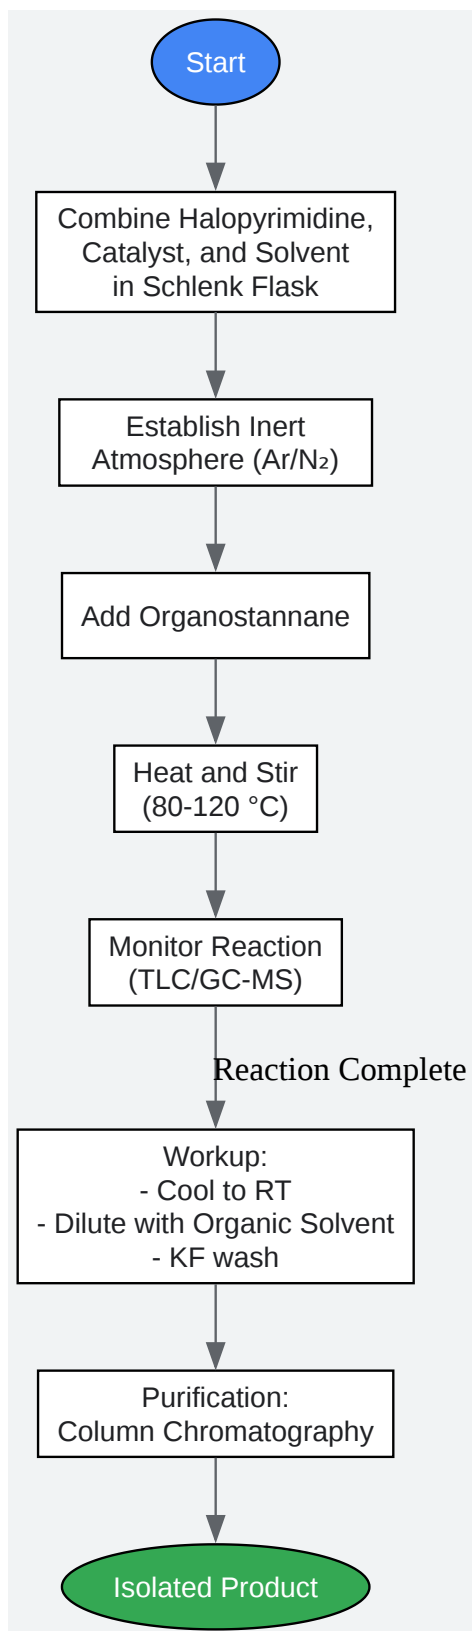 Start
Combine Halopyrimidine,
Catalyst, and Solvent
in Schlenk Flask
Establish Inert
Atmosphere (Ar/N₂)
Add Organostannane
Heat and Stir
(80-120 °C)
Monitor Reaction
(TLC/GC-MS)
Reaction Complete
Workup:
- Cool to RT
- Dilute with Organic Solvent
- KF wash
Purification:
Column Chromatography
Isolated Product